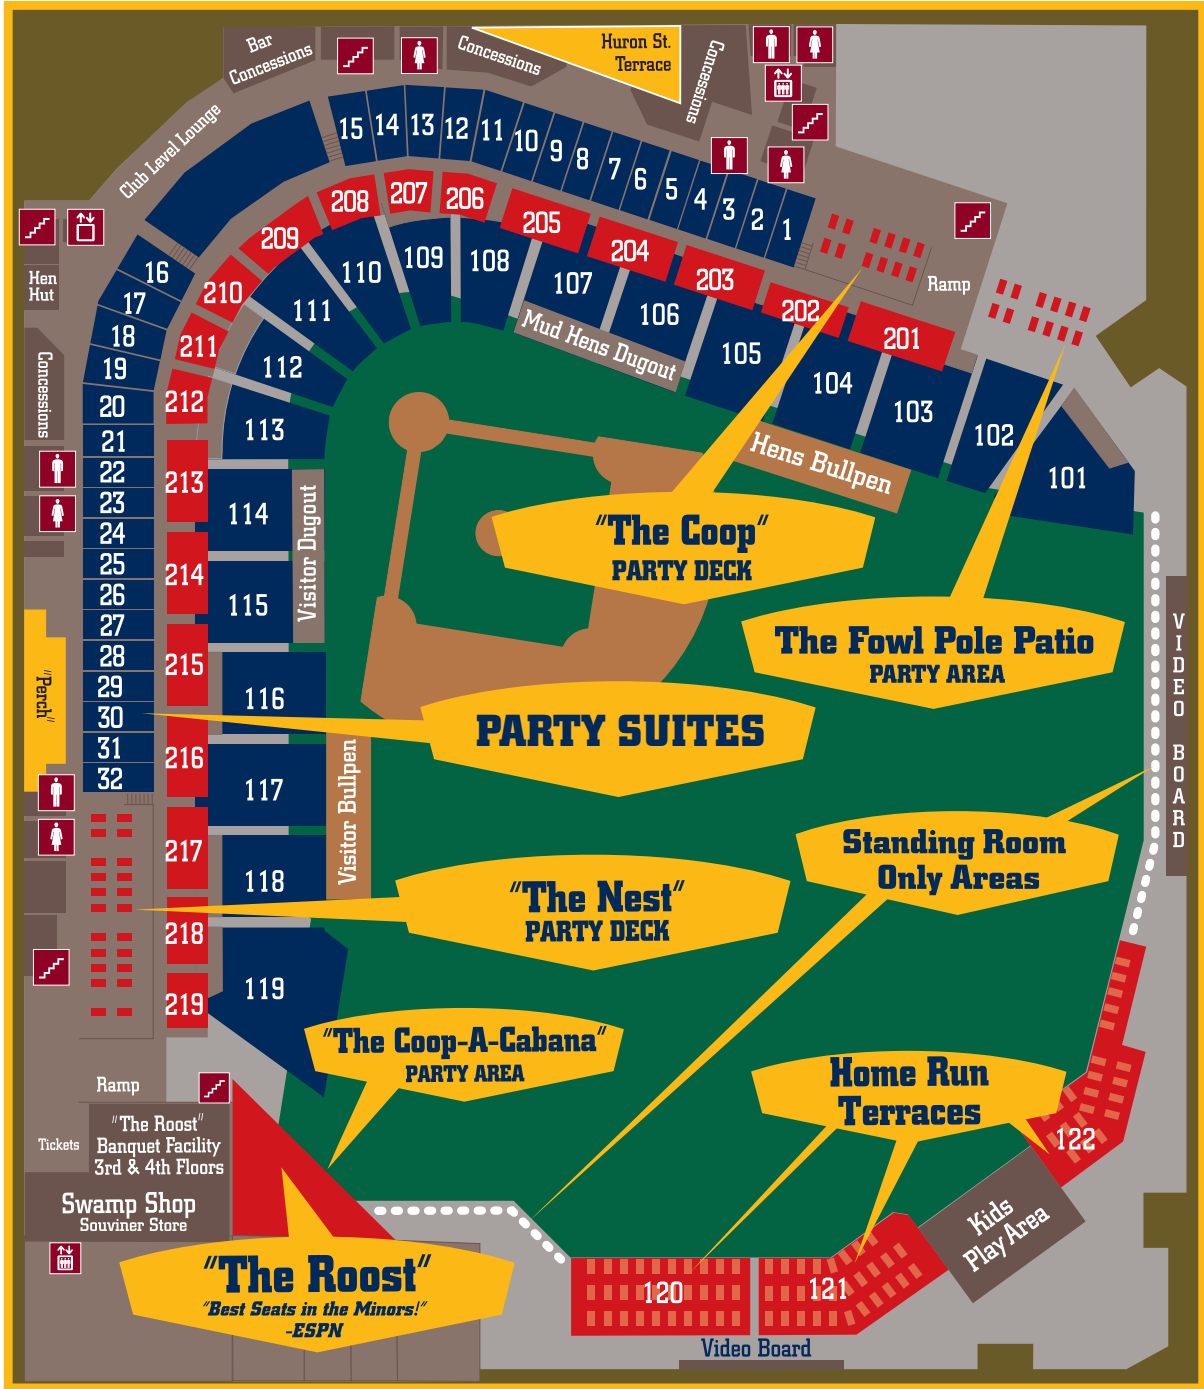 Bar
Concessions
Concessions
Huron St.
Terrace
Concessions
Club Level Lounge
15
14
13
12
11
10
9
8
7
6
5
4
3
2
1
208
207
206
205
204
203
202
201
209
210
211
212
213
214
215
216
217
218
219
Ramp
Hen
Hut
Concessions
16
17
18
19
20
21
22
23
24
25
26
27
28
29
30
31
32
"Perch"
110
109
108
107
106
105
104
103
102
101
111
112
113
114
115
116
117
118
119
Mud Hens Dugout
Hens Bullpen
Visitor Dugout
Visitor Bullpen
"The Coop"
PARTY DECK
The Fowl Pole Patio
PARTY AREA
VIDEO BOARD
PARTY SUITES
Standing Room
Only Areas
"The Nest"
PARTY DECK
"The Coop-A-Cabana"
PARTY AREA
Home Run
Terraces
122
Ramp
Tickets
"The Roost"
Banquet Facility
3rd & 4th Floors
Swamp Shop
Souviner Store
Kids
Play Area
"The Roost"
"Best Seats in the Minors!"
-ESPN
120
121
Video Board